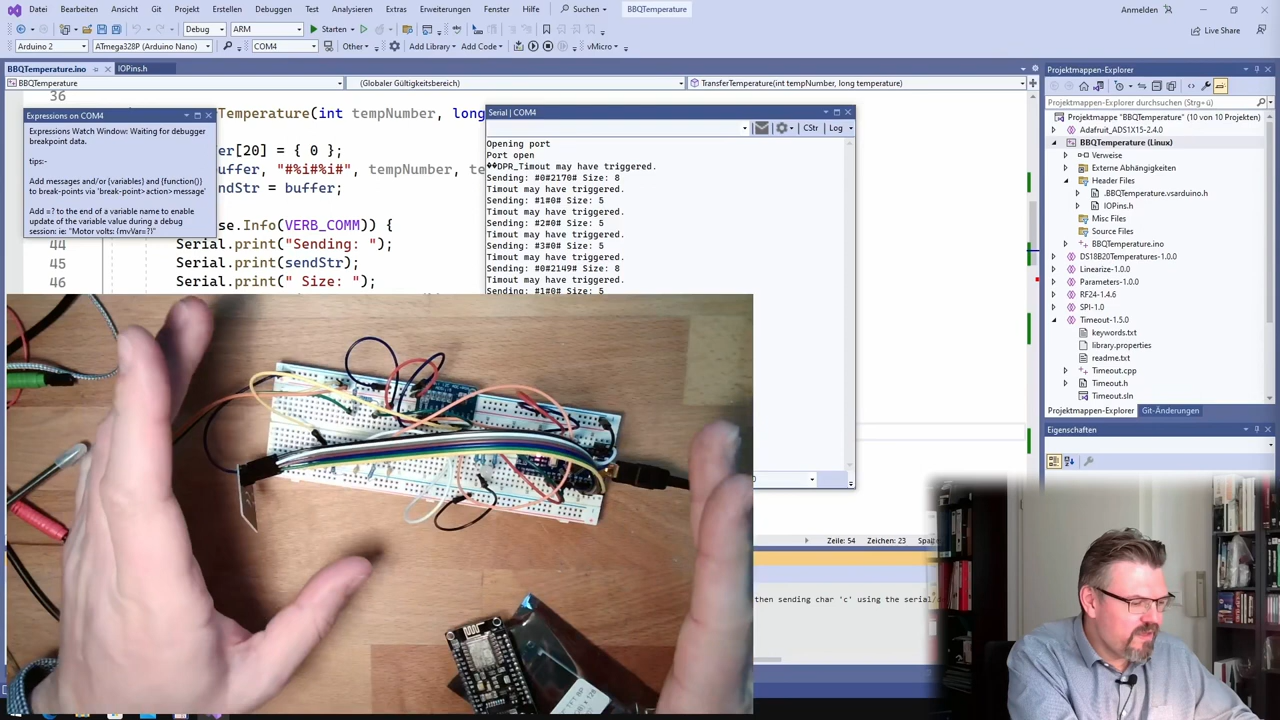 Datei Bearbeiten Ansicht Git Projekt Erstellen Debuggen Test Analysieren Extras Erweiterungen Fenster Hilfe Suchen BBQTemperature Anmelden
Debug ARM Starten Live Share
Arduino 2 ATmega328P (Arduino Nano) COM4 Other Add Library Add Code vMicro
BBQTemperature.ino IOPins.h
BBQTemperature (Globaler Gültigkeitsbereich) TransferTemperature(int tempNumber, long temperature)
36
Temperature(int tempNumber, long
er[20] = { 0 };
uffer, "#%i#%i#", tempNumber, te
ndStr = buffer;
se.Info(VERB_COMM)) {
44 Serial.print("Sending: ");
45 Serial.print(sendStr);
46 Serial.print(" Size: ");
Expressions on COM4
Expressions Watch Window: Waiting for debugger
breakpoint data.
tips:-
Add messages and/or {variables} and {function()}
to break-points via 'break-point>action>message'
Add =? to the end of a variable name to enable
update of the variable value during a debug
session: ie: "Motor volts: {mvVar=?}"
Serial | COM4
CStr Log
Opening port
Port open
DPR_Timout may have triggered.
Sending: #0#2170# Size: 8
Timout may have triggered.
Sending: #1#0# Size: 5
Timout may have triggered.
Sending: #2#0# Size: 5
Timout may have triggered.
Sending: #3#0# Size: 5
Timout may have triggered.
Sending: #0#2149# Size: 8
Timout may have triggered.
Sending: #1#0# Size: 5
Projektmappen-Explorer
Projektmappen-Explorer durchsuchen (Strg+ü)
Projektmappe "BBQTemperature" (10 von 10 Projekten)
Adafruit_ADS1X15-2.4.0
BBQTemperature (Linux)
Verweise
Externe Abhängigkeiten
Header Files
.BBQTemperature.vsarduino.h
IOPins.h
Misc Files
Source Files
BBQTemperature.ino
DS18B20Temperatures-1.0.0
Linearize-1.0.0
Parameters-1.0.0
RF24-1.4.6
SPI-1.0
Timeout-1.5.0
keywords.txt
library.properties
readme.txt
Timeout.cpp
Timeout.h
Timeout.sln
Projektmappen-Explorer Git-Änderungen
Eigenschaften
Zeile: 54 Zeichen: 23
then sending char 'c' using the serial/